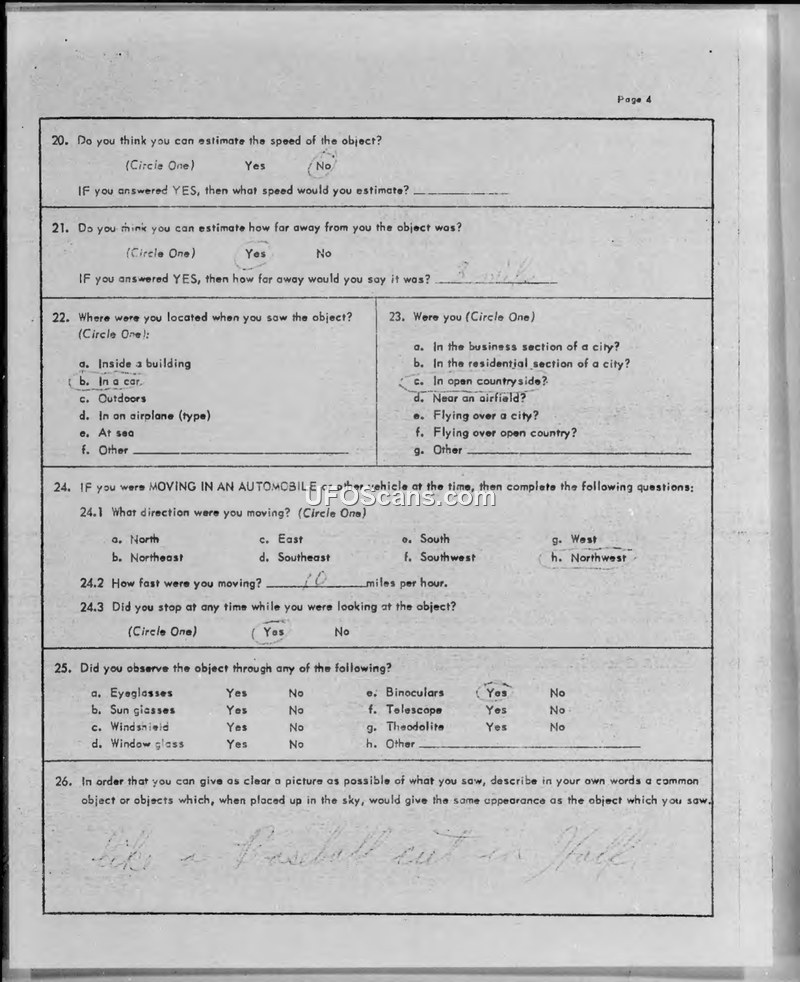 Page 4
20. Do you think you can estimate the speed of the object?
(Circle One) Yes No
IF you answered YES, then what speed would you estimate?
21. Do you think you can estimate how far away from you the object was?
(Circle One) Yes No
IF you answered YES, then how far away would you say it was?
22. Where were you located when you saw the object?
(Circle One):
a. Inside a building
b. In a car.
c. Outdoors
d. In an airplane (type)
e. At sea
f. Other
23. Were you (Circle One)
a. In the business section of a city?
b. In the residential section of a city?
c. In open countryside?
d. Near an airfield?
e. Flying over a city?
f. Flying over open country?
g. Other
24. IF you were MOVING IN AN AUTOMOBILE or other vehicle at the time, then complete the following questions:
UFOScans.com
24.1 What direction were you moving? (Circle One)
a. North c. East e. South g. West
b. Northeast d. Southeast f. Southwest h. Northwest
24.2 How fast were you moving? 10 miles per hour.
24.3 Did you stop at any time while you were looking at the object?
(Circle One) Yes No
25. Did you observe the object through any of the following?
a. Eyeglasses Yes No e. Binoculars Yes No
b. Sun glasses Yes No f. Telescope Yes No
c. Windshield Yes No g. Theodolite Yes No
d. Window glass Yes No h. Other
26. In order that you can give as clear a picture as possible of what you saw, describe in your own words a common
object or objects which, when placed up in the sky, would give the same appearance as the object which you saw.
like a Baseball cut in Half